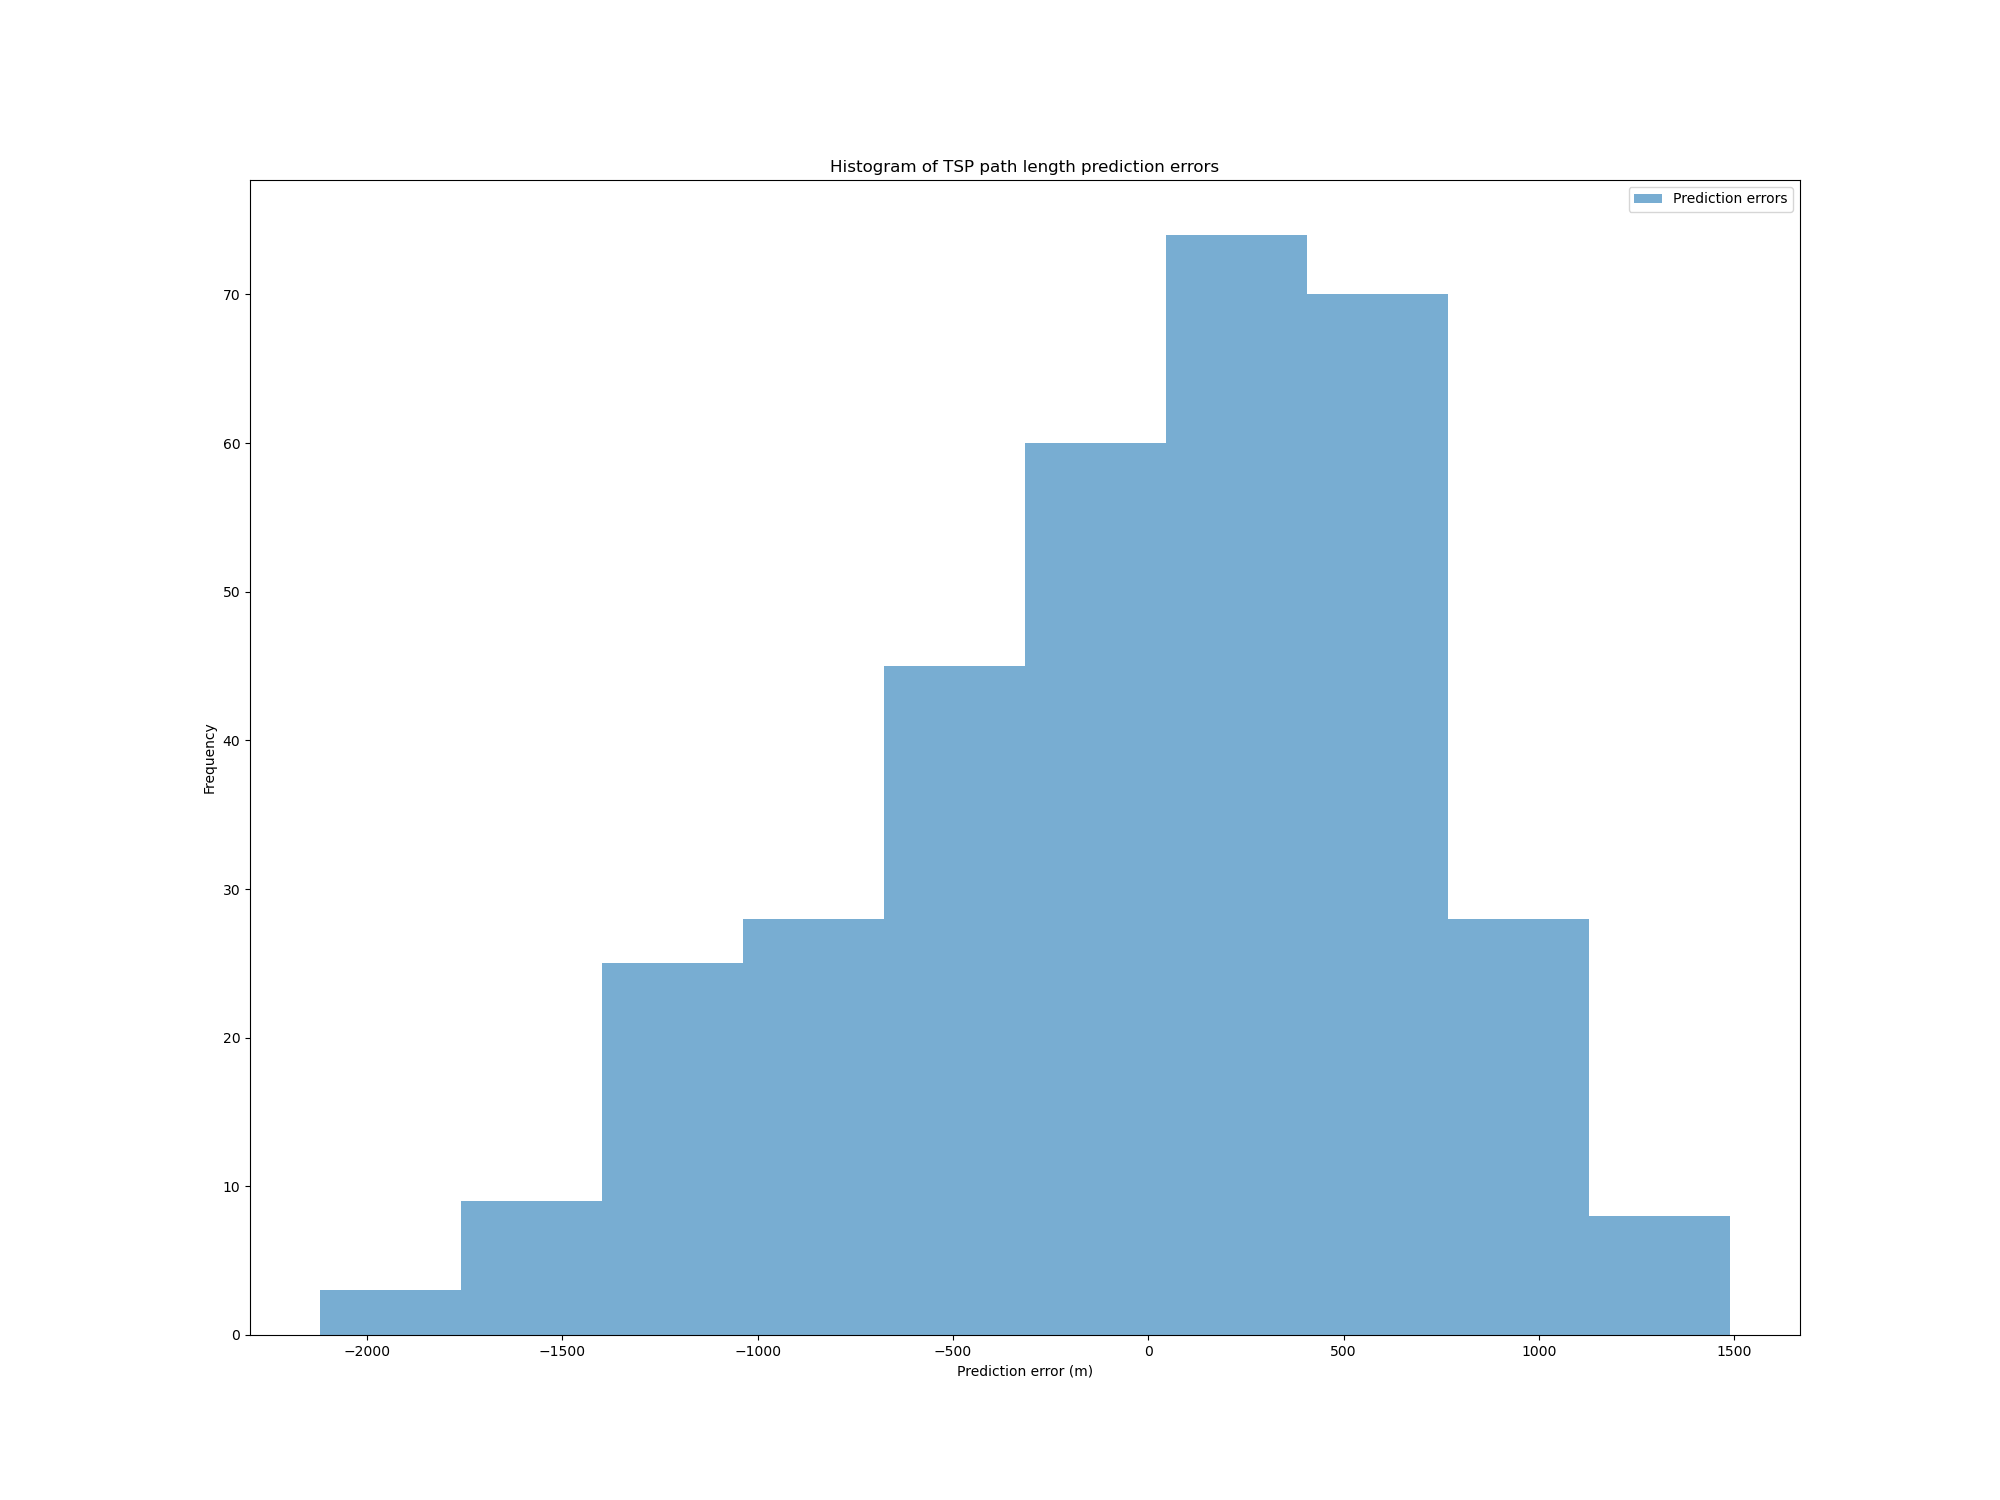 Histogram of TSP path length prediction errors
Prediction errors
70
60
50
40
30
20
10
0
Frequency
−2000 −1500 −1000 −500 0 500 1000 1500
Prediction error (m)